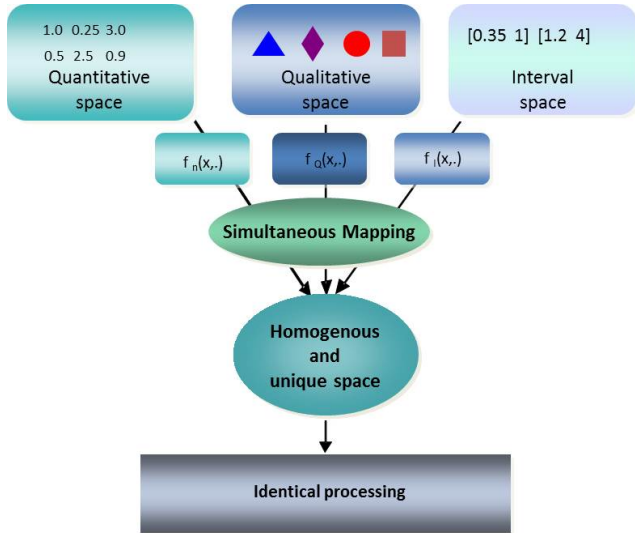 1.0 0.25 3.0
0.5 2.5 0.9
Quantitative
space
Qualitative
space
[0.35 1] [1.2 4]
Interval
space
f n(x,.)
f Q(x,.)
f I(x,.)
Simultaneous Mapping
Homogenous
and
unique space
Identical processing